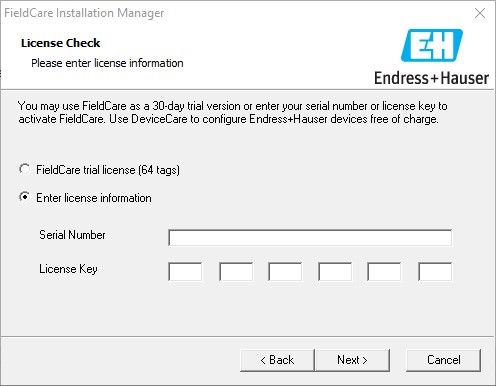 FieldCare Installation Manager
License Check
Please enter license information
EH
Endress+Hauser
You may use FieldCare as a 30-day trial version or enter your serial number or license key to
activate FieldCare. Use DeviceCare to configure Endress+Hauser devices free of charge.
FieldCare trial license (64 tags)
Enter license information
Serial Number
License Key
< Back
Next >
Cancel